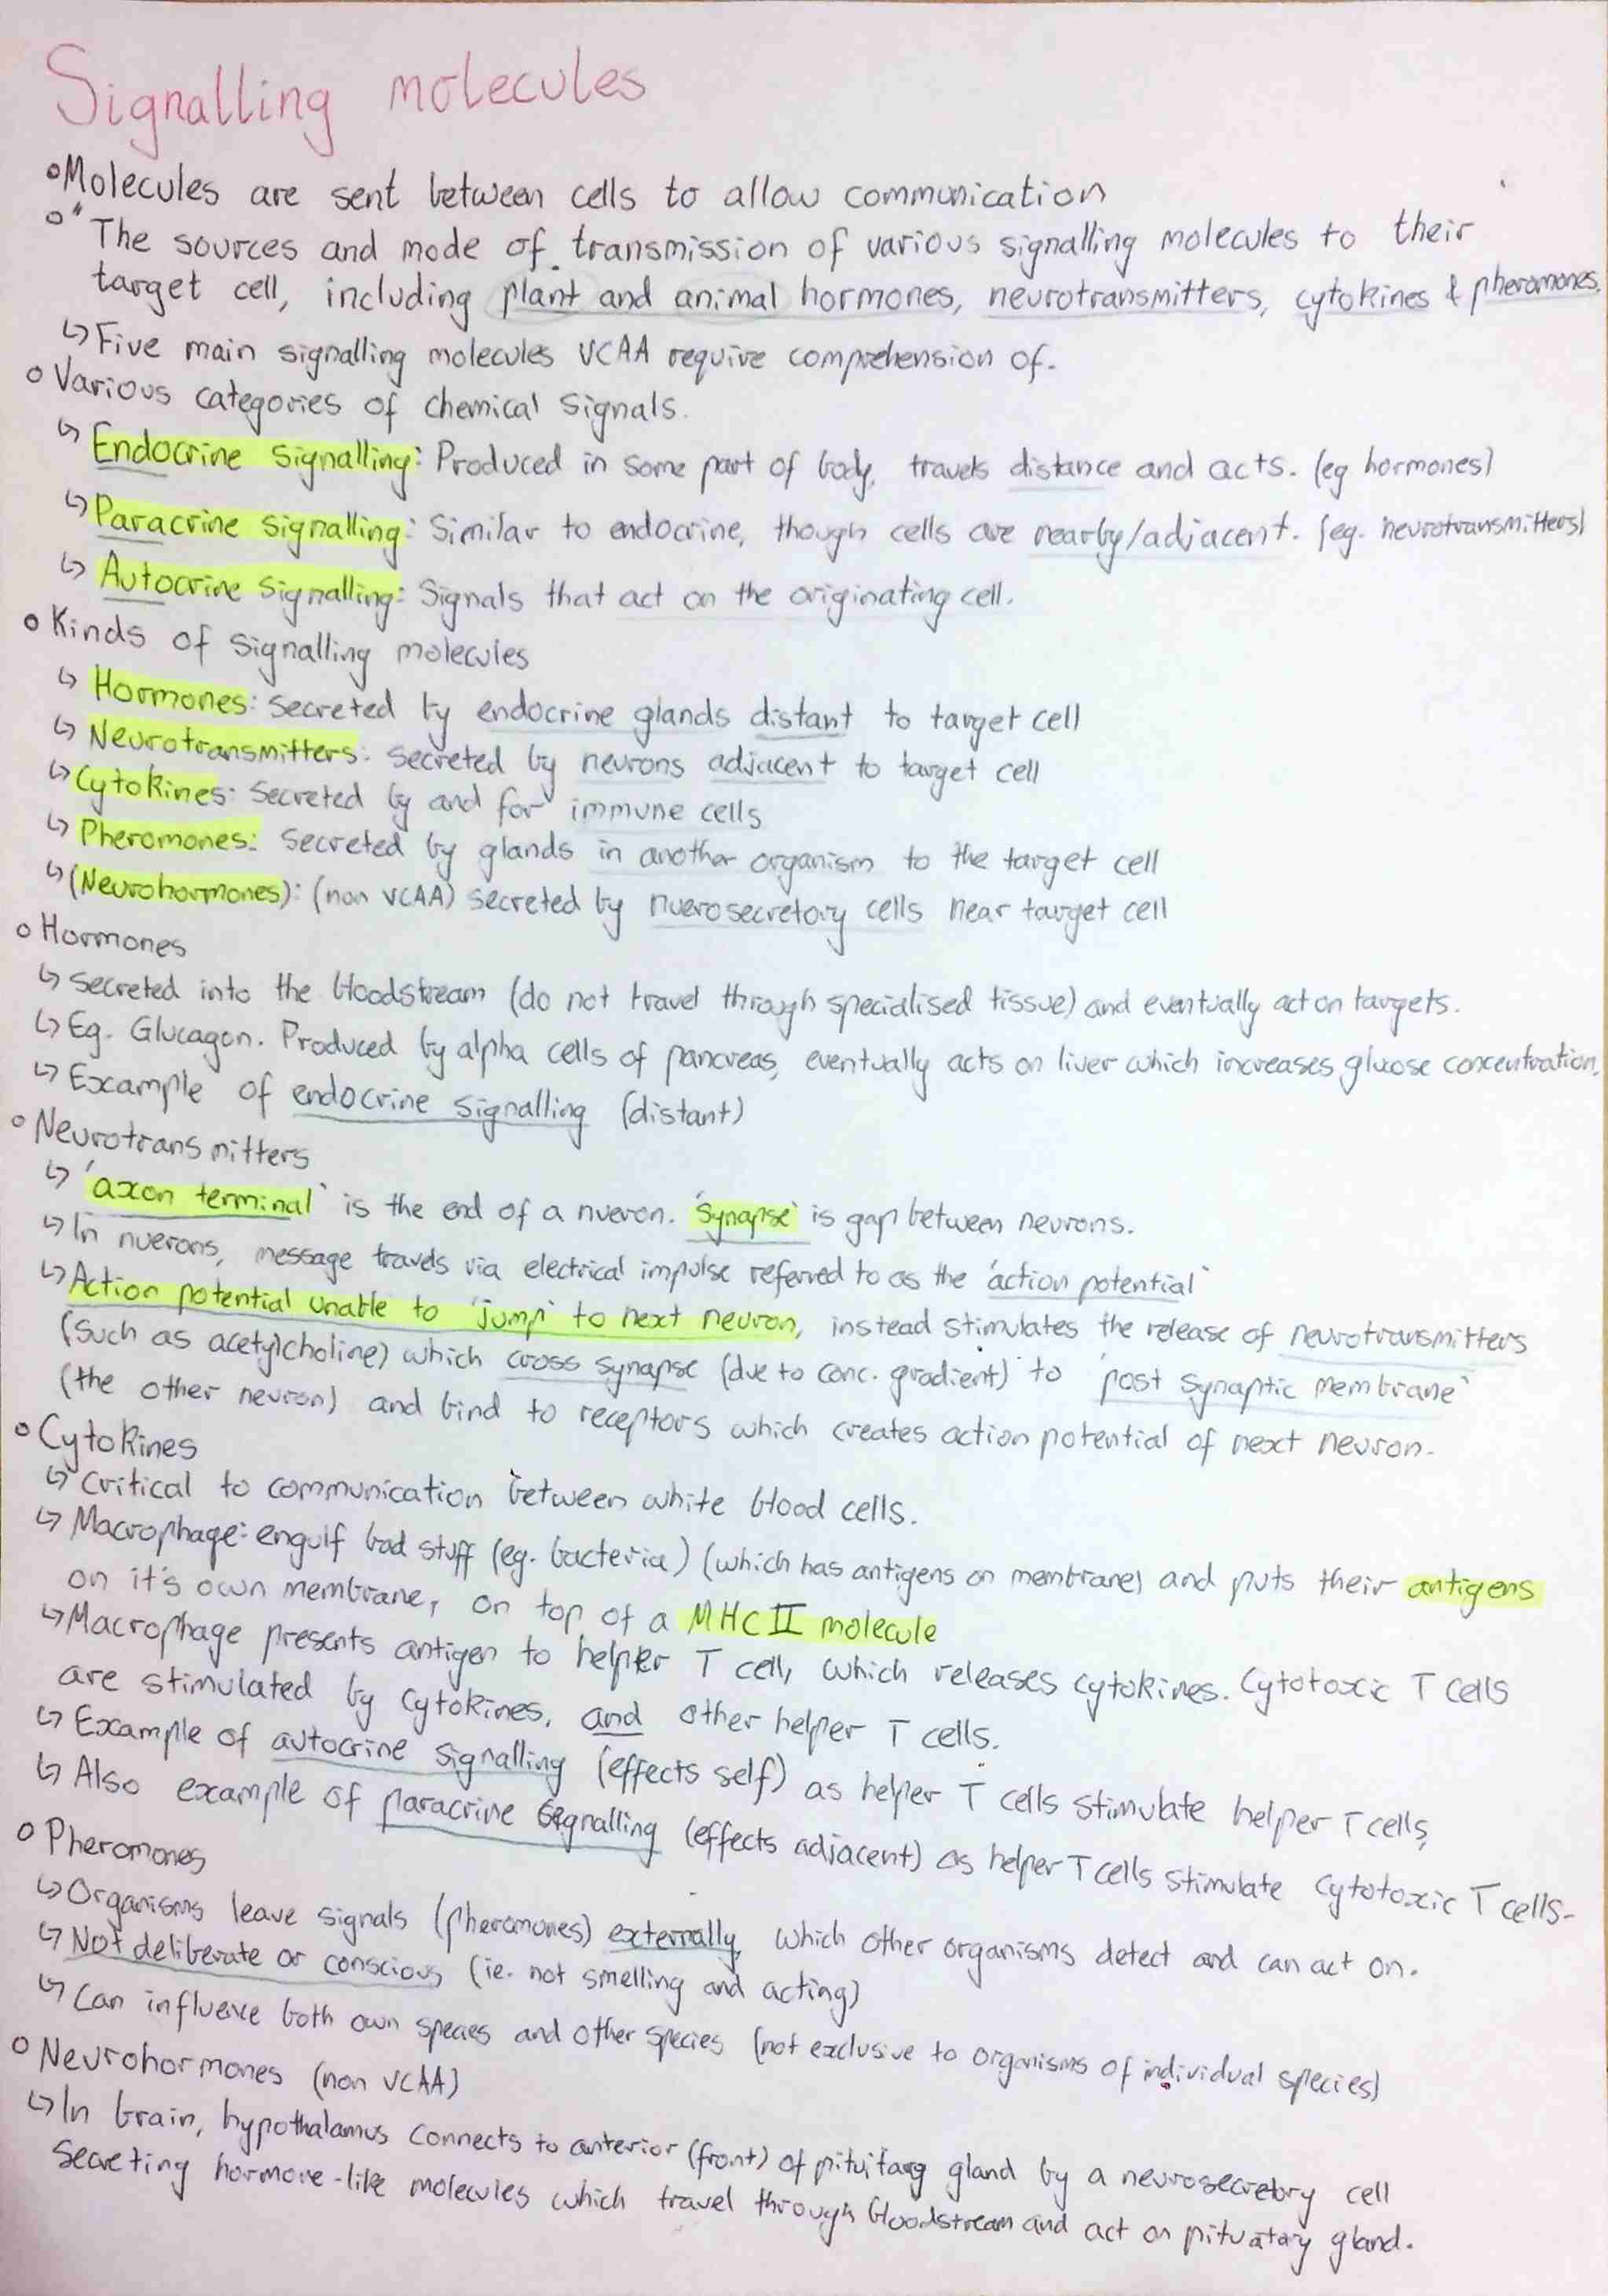 Signalling molecules
°Molecules are sent between cells to allow communication
°"The sources and mode of transmission of various signalling molecules to their
target cell, including plant and animal hormones, neurotransmitters, cytokines & pheromones.
↳Five main signalling molecules VCAA require comprehension of.
°Various categories of chemical signals.
↳Endocrine signalling: Produced in some part of body, travels distance and acts. (eg hormones)
↳Paracrine signalling: Similar to endocrine, though cells are nearby/adjacent. (eg. neurotransmitters)
↳Autocrine signalling: Signals that act on the originating cell.
°Kinds of signalling molecules
↳Hormones: secreted by endocrine glands distant to target cell
↳Neurotransmitters: secreted by neurons adjacent to target cell
↳Cytokines: secreted by and for immune cells
↳Pheromones: secreted by glands in another organism to the target cell
↳(Neurohormones): (non VCAA) secreted by nuerosecretory cells near target cell
°Hormones
↳secreted into the bloodstream (do not travel through specialised tissue) and eventually act on targets.
↳Eg. Glucagon. Produced by alpha cells of pancreas, eventually acts on liver which increases glucose concentration.
↳Example of endocrine signalling (distant)
°Neurotransmitters
↳'axon terminal' is the end of a nueron. 'synapse' is gap between neurons.
↳In nuerons, message travels via electrical impulse referred to as the 'action potential'
↳Action potential unable to 'jump' to next neuron, instead stimulates the release of neurotransmitters
(such as acetylcholine) which cross synapse (due to conc. gradient) to 'post synaptic membrane'
(the other neuron) and bind to receptors which creates action potential of next neuron.
°Cytokines
↳critical to communication between white blood cells.
↳Macrophage: engulf bad stuff (eg. bacteria) (which has antigens on membrane) and puts their antigens
on it's own membrane, on top of a MHC II molecule
↳Macrophage presents antigen to helper T cell, which releases cytokines. Cytotoxic T cells
are stimulated by cytokines, and other helper T cells.
↳Example of autocrine signalling (effects self) as helper T cells stimulate helper T cells,
↳Also example of paracrine signalling (effects adjacent) as helper T cells stimulate cytotoxic T cells-
°Pheromones
↳Organisms leave signals (pheromones) externally, which other organisms detect and can act on.
↳Not deliberate or conscious (ie. not smelling and acting)
↳Can influence both own species and other species (not exclusive to organisms of individual species)
°Neurohormones (non VCAA)
↳In brain, hypothalamus connects to anterior (front) of pituitary gland by a neurosecretory cell
secreting hormone-like molecules which travel through bloodstream and act on pituatary gland.